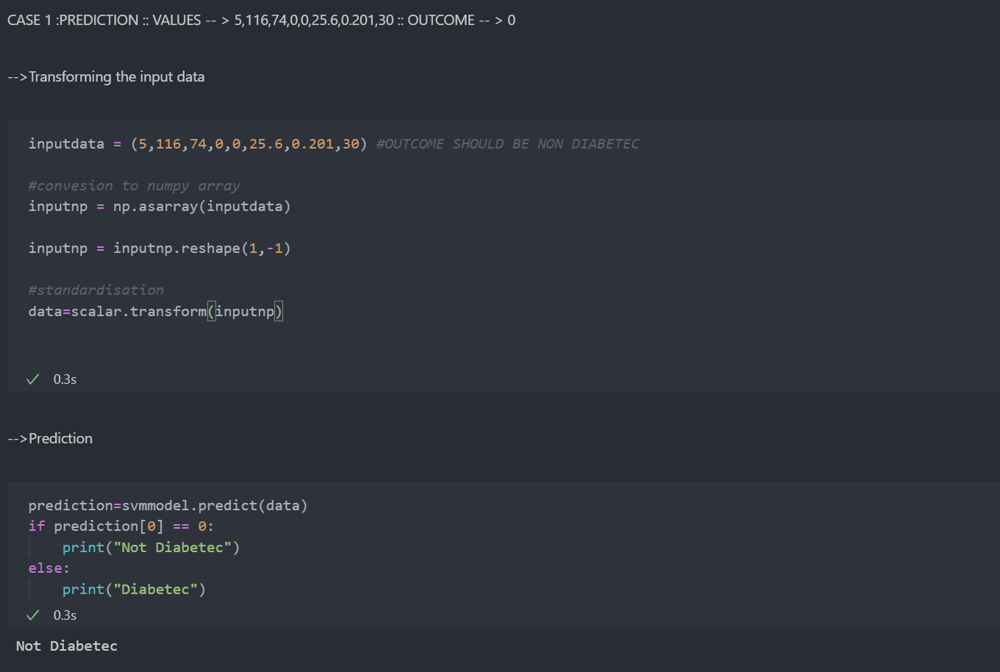 CASE 1 :PREDICTION :: VALUES -- > 5,116,74,0,0,25.6,0.201,30 :: OUTCOME -- > 0
-->Transforming the input data
inputdata = (5,116,74,0,0,25.6,0.201,30) #OUTCOME SHOULD BE NON DIABETEC
#convesion to numpy array
inputnp = np.asarray(inputdata)
inputnp = inputnp.reshape(1,-1)
#standardisation
data=scalar.transform(inputnp)
0.3s
-->Prediction
prediction=svmmodel.predict(data)
if prediction[0] == 0:
    print("Not Diabetec")
else:
    print("Diabetec")
0.3s
Not Diabetec